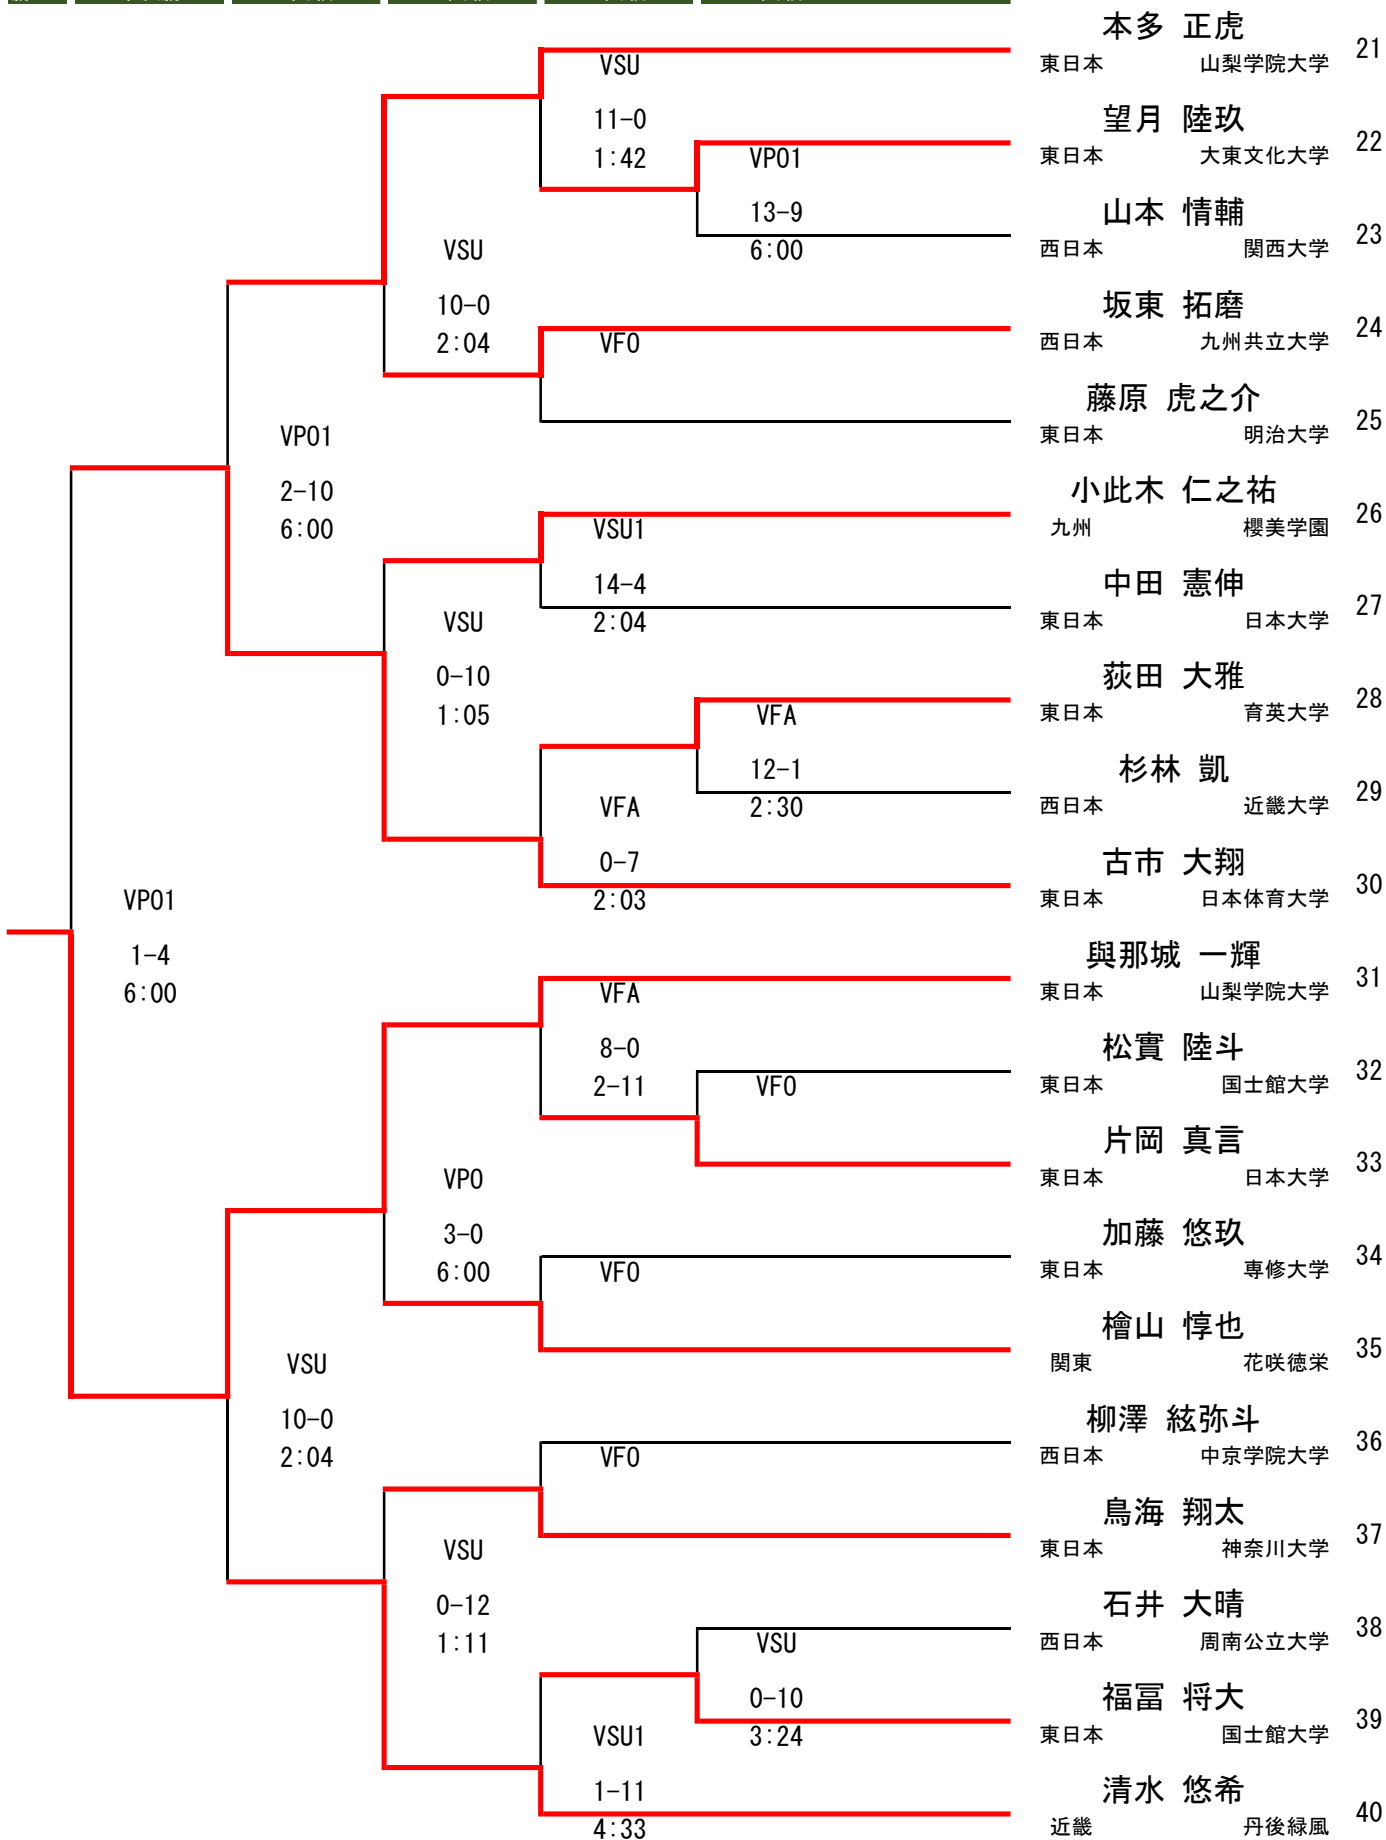 本多 正虎
東日本 山梨学院大学 21
VSU
11-0
1:42
望月 陸玖
東日本 大東文化大学 22
VPO1
13-9
6:00
山本 情輔
西日本 関西大学 23
VSU
10-0
2:04
坂東 拓磨
西日本 九州共立大学 24
VFO
藤原 虎之介
東日本 明治大学 25
VPO1
2-10
6:00
小此木 仁之祐
九州 櫻美学園 26
VSU1
14-4
2:04
中田 憲伸
東日本 日本大学 27
VSU
0-10
1:05
荻田 大雅
東日本 育英大学 28
VFA
12-1
2:30
杉林 凱
西日本 近畿大学 29
VFA
0-7
2:03
古市 大翔
東日本 日本体育大学 30
VPO1
1-4
6:00
與那城 一輝
東日本 山梨学院大学 31
VFA
8-0
2-11
松實 陸斗
東日本 国士館大学 32
VFO
片岡 真言
東日本 日本大学 33
VPO
3-0
6:00
加藤 悠玖
東日本 専修大学 34
VFO
檜山 惇也
関東 花咲徳栄 35
VSU
10-0
2:04
柳澤 絃弥斗
西日本 中京学院大学 36
VFO
鳥海 翔太
東日本 神奈川大学 37
VSU
0-12
1:11
石井 大晴
西日本 周南公立大学 38
VSU
0-10
3:24
福冨 将大
東日本 国士館大学 39
VSU1
1-11
4:33
清水 悠希
近畿 丹後緑風 40